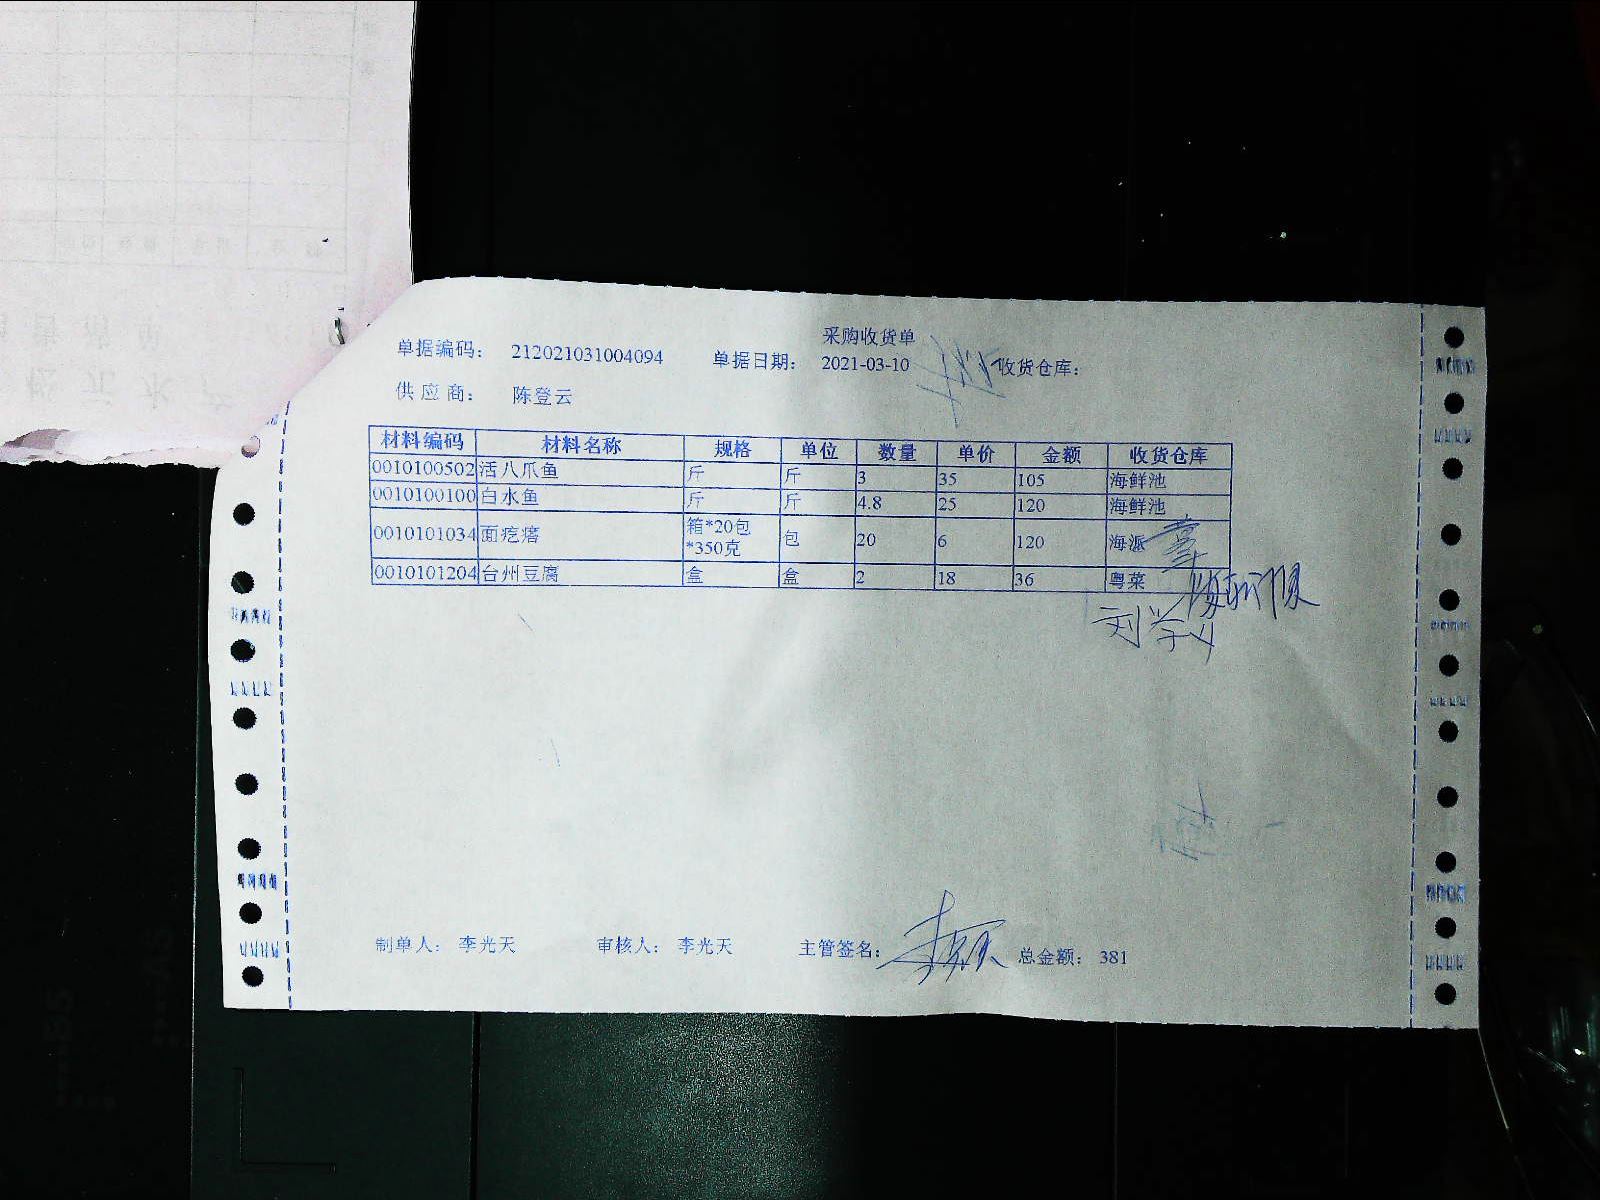 采购收货单
单据编码： 212021031004094 单据日期： 2021-03-10 收货仓库：
供应商： 陈登云
材料编码 材料名称 规格 单位 数量 单价 金额 收货仓库
0010100502 活八爪鱼 斤 斤 3 35 105 海鲜池
0010100100 白水鱼 斤 斤 4.8 25 120 海鲜池
0010101034 面疙瘩 箱*20包*350克 包 20 6 120 海派
0010101204 台州豆腐 盒 盒 2 18 36 粤菜
制单人： 李光天 审核人： 李光天 主管签名： 总金额： 381